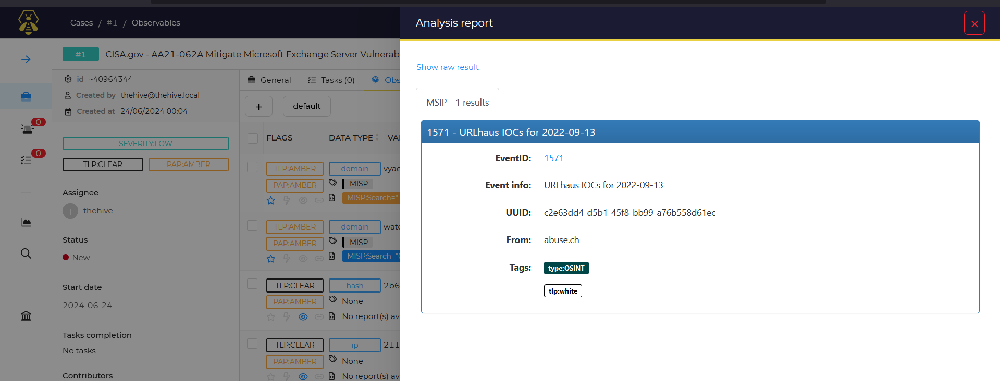 Cases / #1 / Observables
#1 CISA.gov - AA21-062A Mitigate Microsoft Exchange Server Vulnerab
id ~40964344
Created by thehive@thehive.local
Created at 24/06/2024 00:04
SEVERITY:LOW
TLP:CLEAR PAP:AMBER
Assignee
T thehive
Status
New
Start date
2024-06-24
Tasks completion
No tasks
Contributors
0
0
General Tasks (0) Obs
+ default
FLAGS DATA TYPE VAL
TLP:AMBER domain vyae
PAP:AMBER MISP
MISP:Search="1
TLP:AMBER domain wate
PAP:AMBER MISP
MISP:Search="0
TLP:CLEAR hash 2b6
PAP:AMBER None
No report(s) ava
TLP:CLEAR ip 211
PAP:AMBER None
No report(s) ava
Analysis report
Show raw result
MSIP - 1 results
1571 - URLhaus IOCs for 2022-09-13
EventID: 1571
Event info: URLhaus IOCs for 2022-09-13
UUID: c2e63dd4-d5b1-45f8-bb99-a76b558d61ec
From: abuse.ch
Tags: type:OSINT
tlp:white